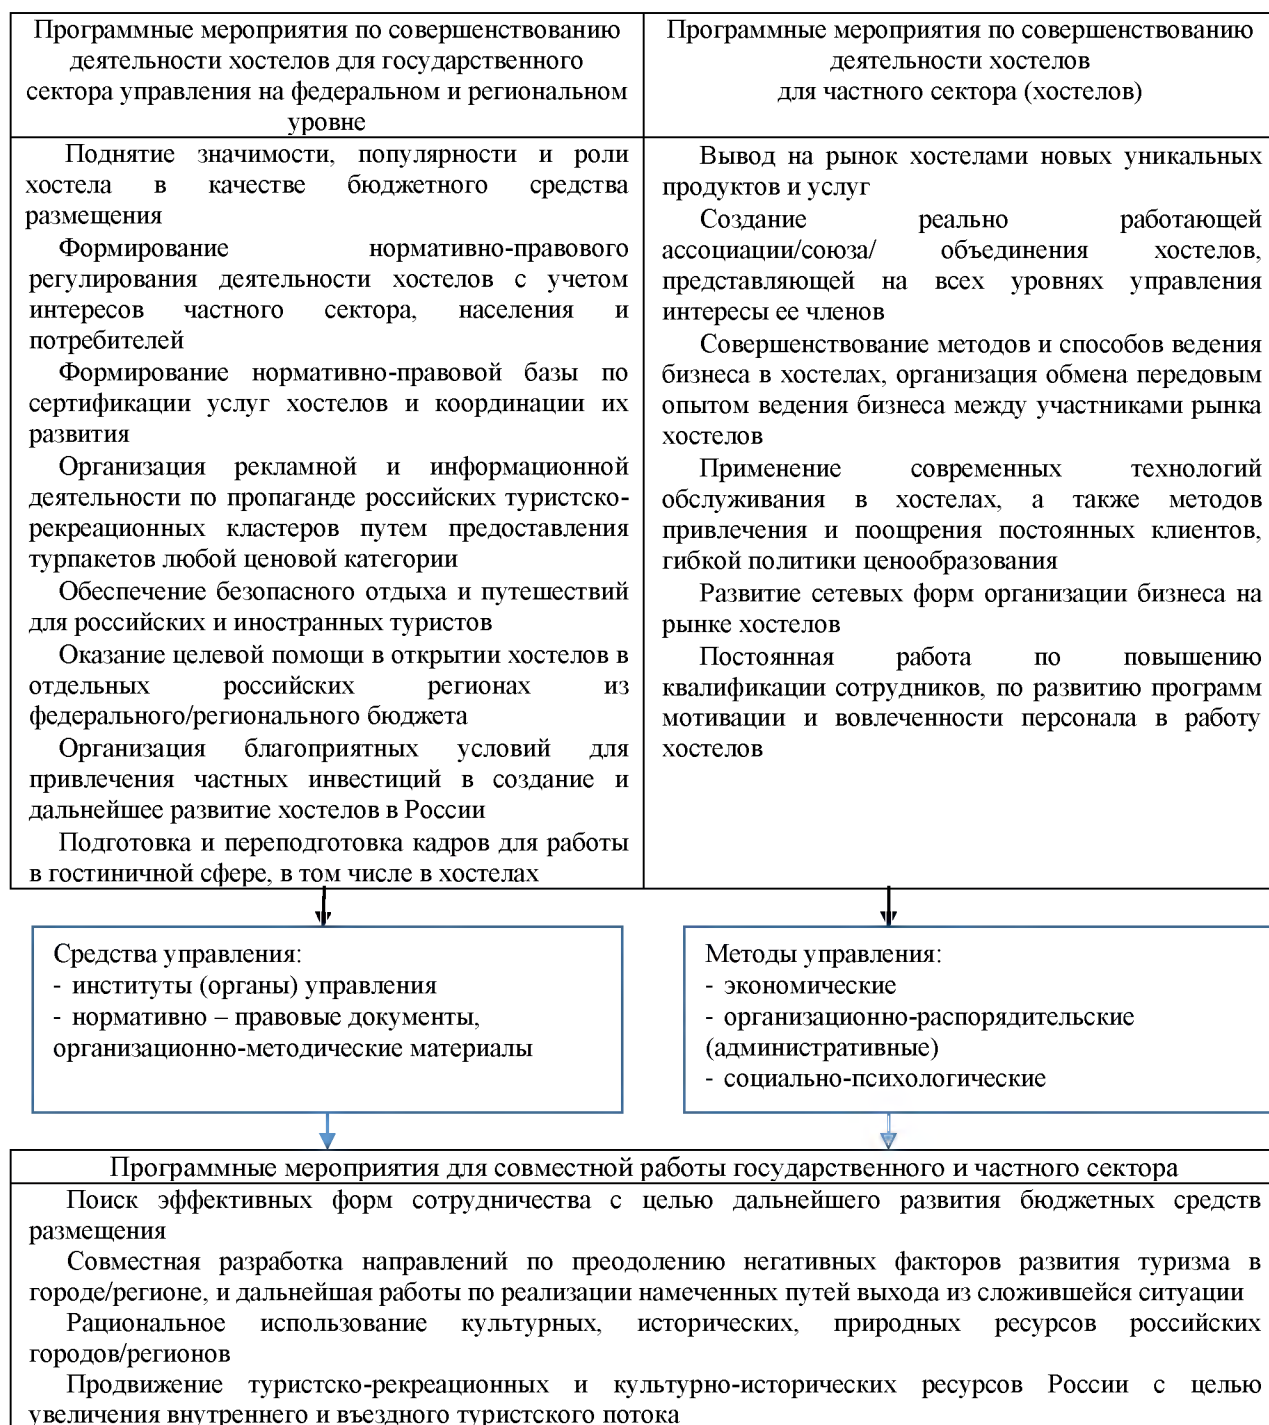 Программные мероприятия по совершенствованию
деятельности хостелов для государственного
сектора управления на федеральном и региональном
уровне
Программные мероприятия по совершенствованию
деятельности хостелов
для частного сектора (хостелов)
Поднятие значимости, популярности и роли
хостела в качестве бюджетного средства
размещения
Формирование нормативно-правового
регулирования деятельности хостелов с учетом
интересов частного сектора, населения и
потребителей
Формирование нормативно-правовой базы по
сертификации услуг хостелов и координации их
развития
Организация рекламной и информационной
деятельности по пропаганде российских туристско-
рекреационных кластеров путем предоставления
турпакетов любой ценовой категории
Обеспечение безопасного отдыха и путешествий
для российских и иностранных туристов
Оказание целевой помощи в открытии хостелов в
отдельных российских регионах из
федерального/регионального бюджета
Организация благоприятных условий для
привлечения частных инвестиций в создание и
дальнейшее развитие хостелов в России
Подготовка и переподготовка кадров для работы
в гостиничной сфере, в том числе в хостелах
Вывод на рынок хостелами новых уникальных
продуктов и услуг
Создание реально работающей
ассоциации/союза/ объединения хостелов,
представляющей на всех уровнях управления
интересы ее членов
Совершенствование методов и способов ведения
бизнеса в хостелах, организация обмена передовым
опытом ведения бизнеса между участниками рынка
хостелов
Применение современных технологий
обслуживания в хостелах, а также методов
привлечения и поощрения постоянных клиентов,
гибкой политики ценообразования
Развитие сетевых форм организации бизнеса на
рынке хостелов
Постоянная работа по повышению
квалификации сотрудников, по развитию программ
мотивации и вовлеченности персонала в работу
хостелов
Средства управления:
- институты (органы) управления
- нормативно – правовые документы,
организационно-методические материалы
Методы управления:
- экономические
- организационно-распорядительские
(административные)
- социально-психологические
Программные мероприятия для совместной работы государственного и частного сектора
Поиск эффективных форм сотрудничества с целью дальнейшего развития бюджетных средств
размещения
Совместная разработка направлений по преодолению негативных факторов развития туризма в
городе/регионе, и дальнейшая работы по реализации намеченных путей выхода из сложившейся ситуации
Рациональное использование культурных, исторических, природных ресурсов российских
городов/регионов
Продвижение туристско-рекреационных и культурно-исторических ресурсов России с целью
увеличения внутреннего и въездного туристского потока